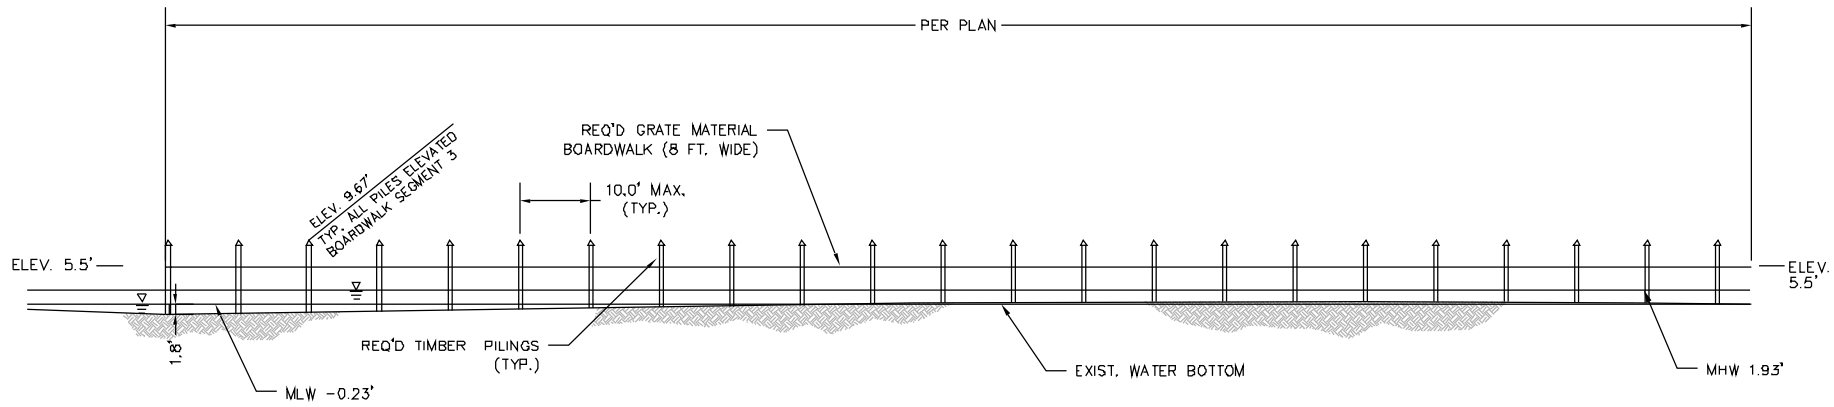 PER PLAN
REQ'D GRATE MATERIAL
BOARDWALK (8 FT. WIDE)
ELEV. 9.67'
TYP. ALL PILES ELEVATED
BOARDWALK SEGMENT 3
10.0' MAX.
(TYP.)
ELEV. 5.5'
ELEV.
5.5'
1.8'
REQ'D TIMBER PILINGS
(TYP.)
EXIST. WATER BOTTOM
MHW 1.93'
MLW -0.23'